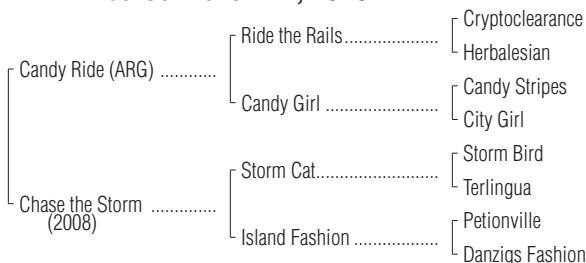 Cryptoclearance
Ride the Rails....................
Herbalesian
Candy Ride (ARG) ............
Candy Stripes
Candy Girl ........................
City Girl
Storm Bird
Storm Cat..........................
Terlingua
Chase the Storm ..............
(2008)
Petionville
Island Fashion ..................
Danzigs Fashion